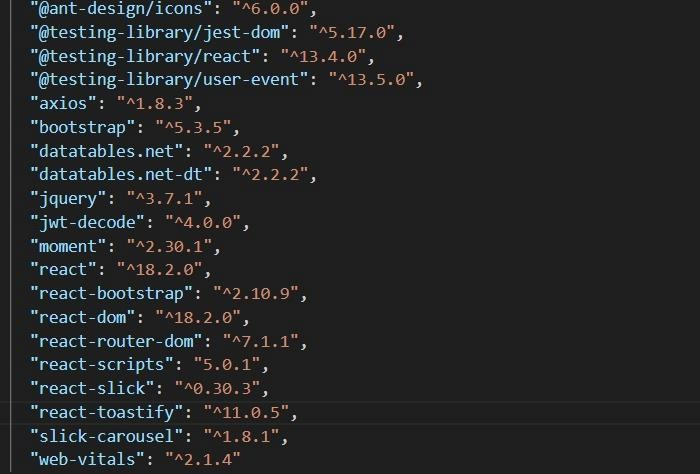 "@ant-design/icons": "^6.0.0",
"@testing-library/jest-dom": "^5.17.0",
"@testing-library/react": "^13.4.0",
"@testing-library/user-event": "^13.5.0",
"axios": "^1.8.3",
"bootstrap": "^5.3.5",
"datatables.net": "^2.2.2",
"datatables.net-dt": "^2.2.2",
"jquery": "^3.7.1",
"jwt-decode": "^4.0.0",
"moment": "^2.30.1",
"react": "^18.2.0",
"react-bootstrap": "^2.10.9",
"react-dom": "^18.2.0",
"react-router-dom": "^7.1.1",
"react-scripts": "5.0.1",
"react-slick": "^0.30.3",
"react-toastify": "^11.0.5",
"slick-carousel": "^1.8.1",
"web-vitals": "^2.1.4"